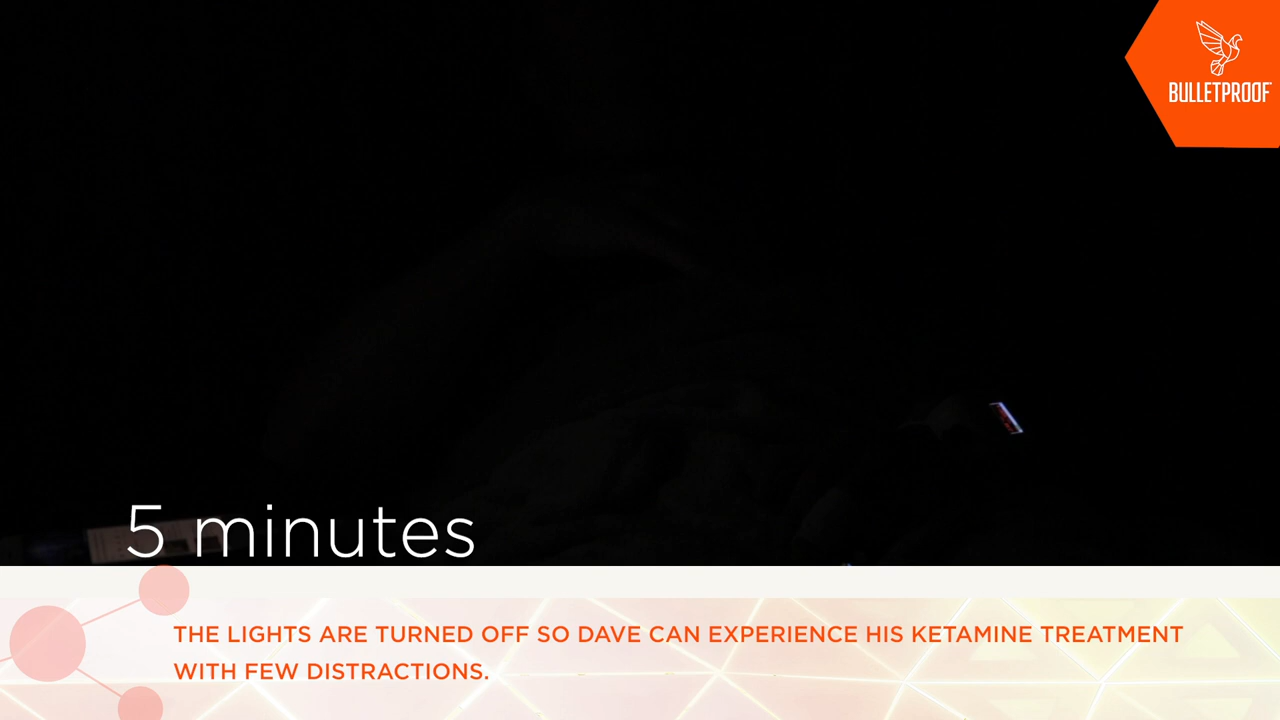 BULLETPROOF
5 minutes
THE LIGHTS ARE TURNED OFF SO DAVE CAN EXPERIENCE HIS KETAMINE TREATMENT
WITH FEW DISTRACTIONS.